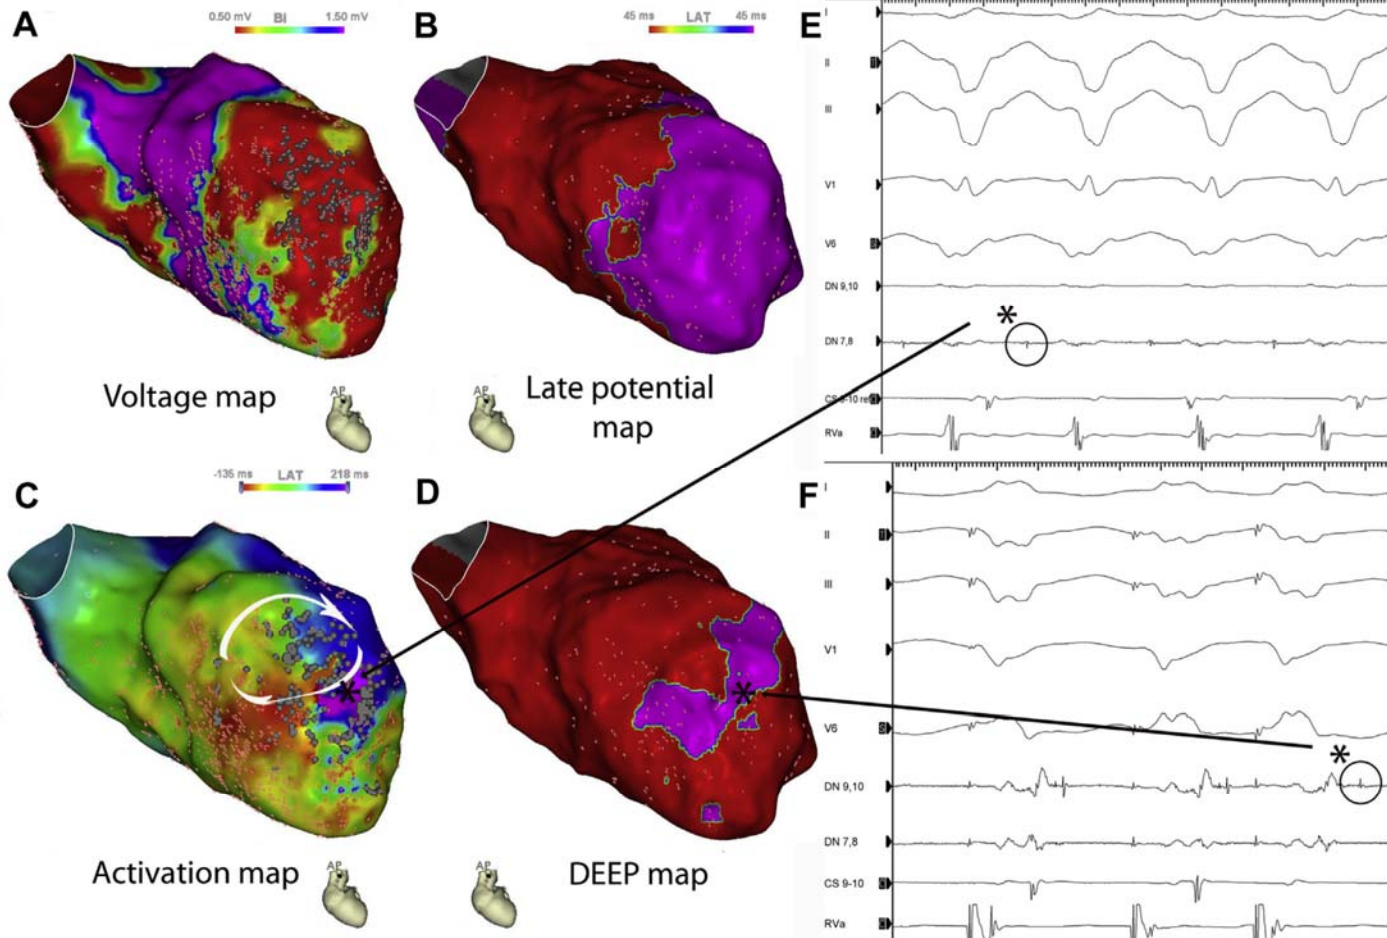 A
0.50 mV Bi 1.50 mV
Voltage map
AP
B
45 ms LAT 45 ms
Late potential
map
AP
C
-135 ms LAT 218 ms
Activation map
AP
*
D
DEEP map
AP
*
E
I
II
III
V1
V6
DN 9,10
*
DN 7,8
CS 9-10
RVa
F
I
II
III
V1
V6
*
DN 9,10
DN 7,8
CS 9-10
RVa